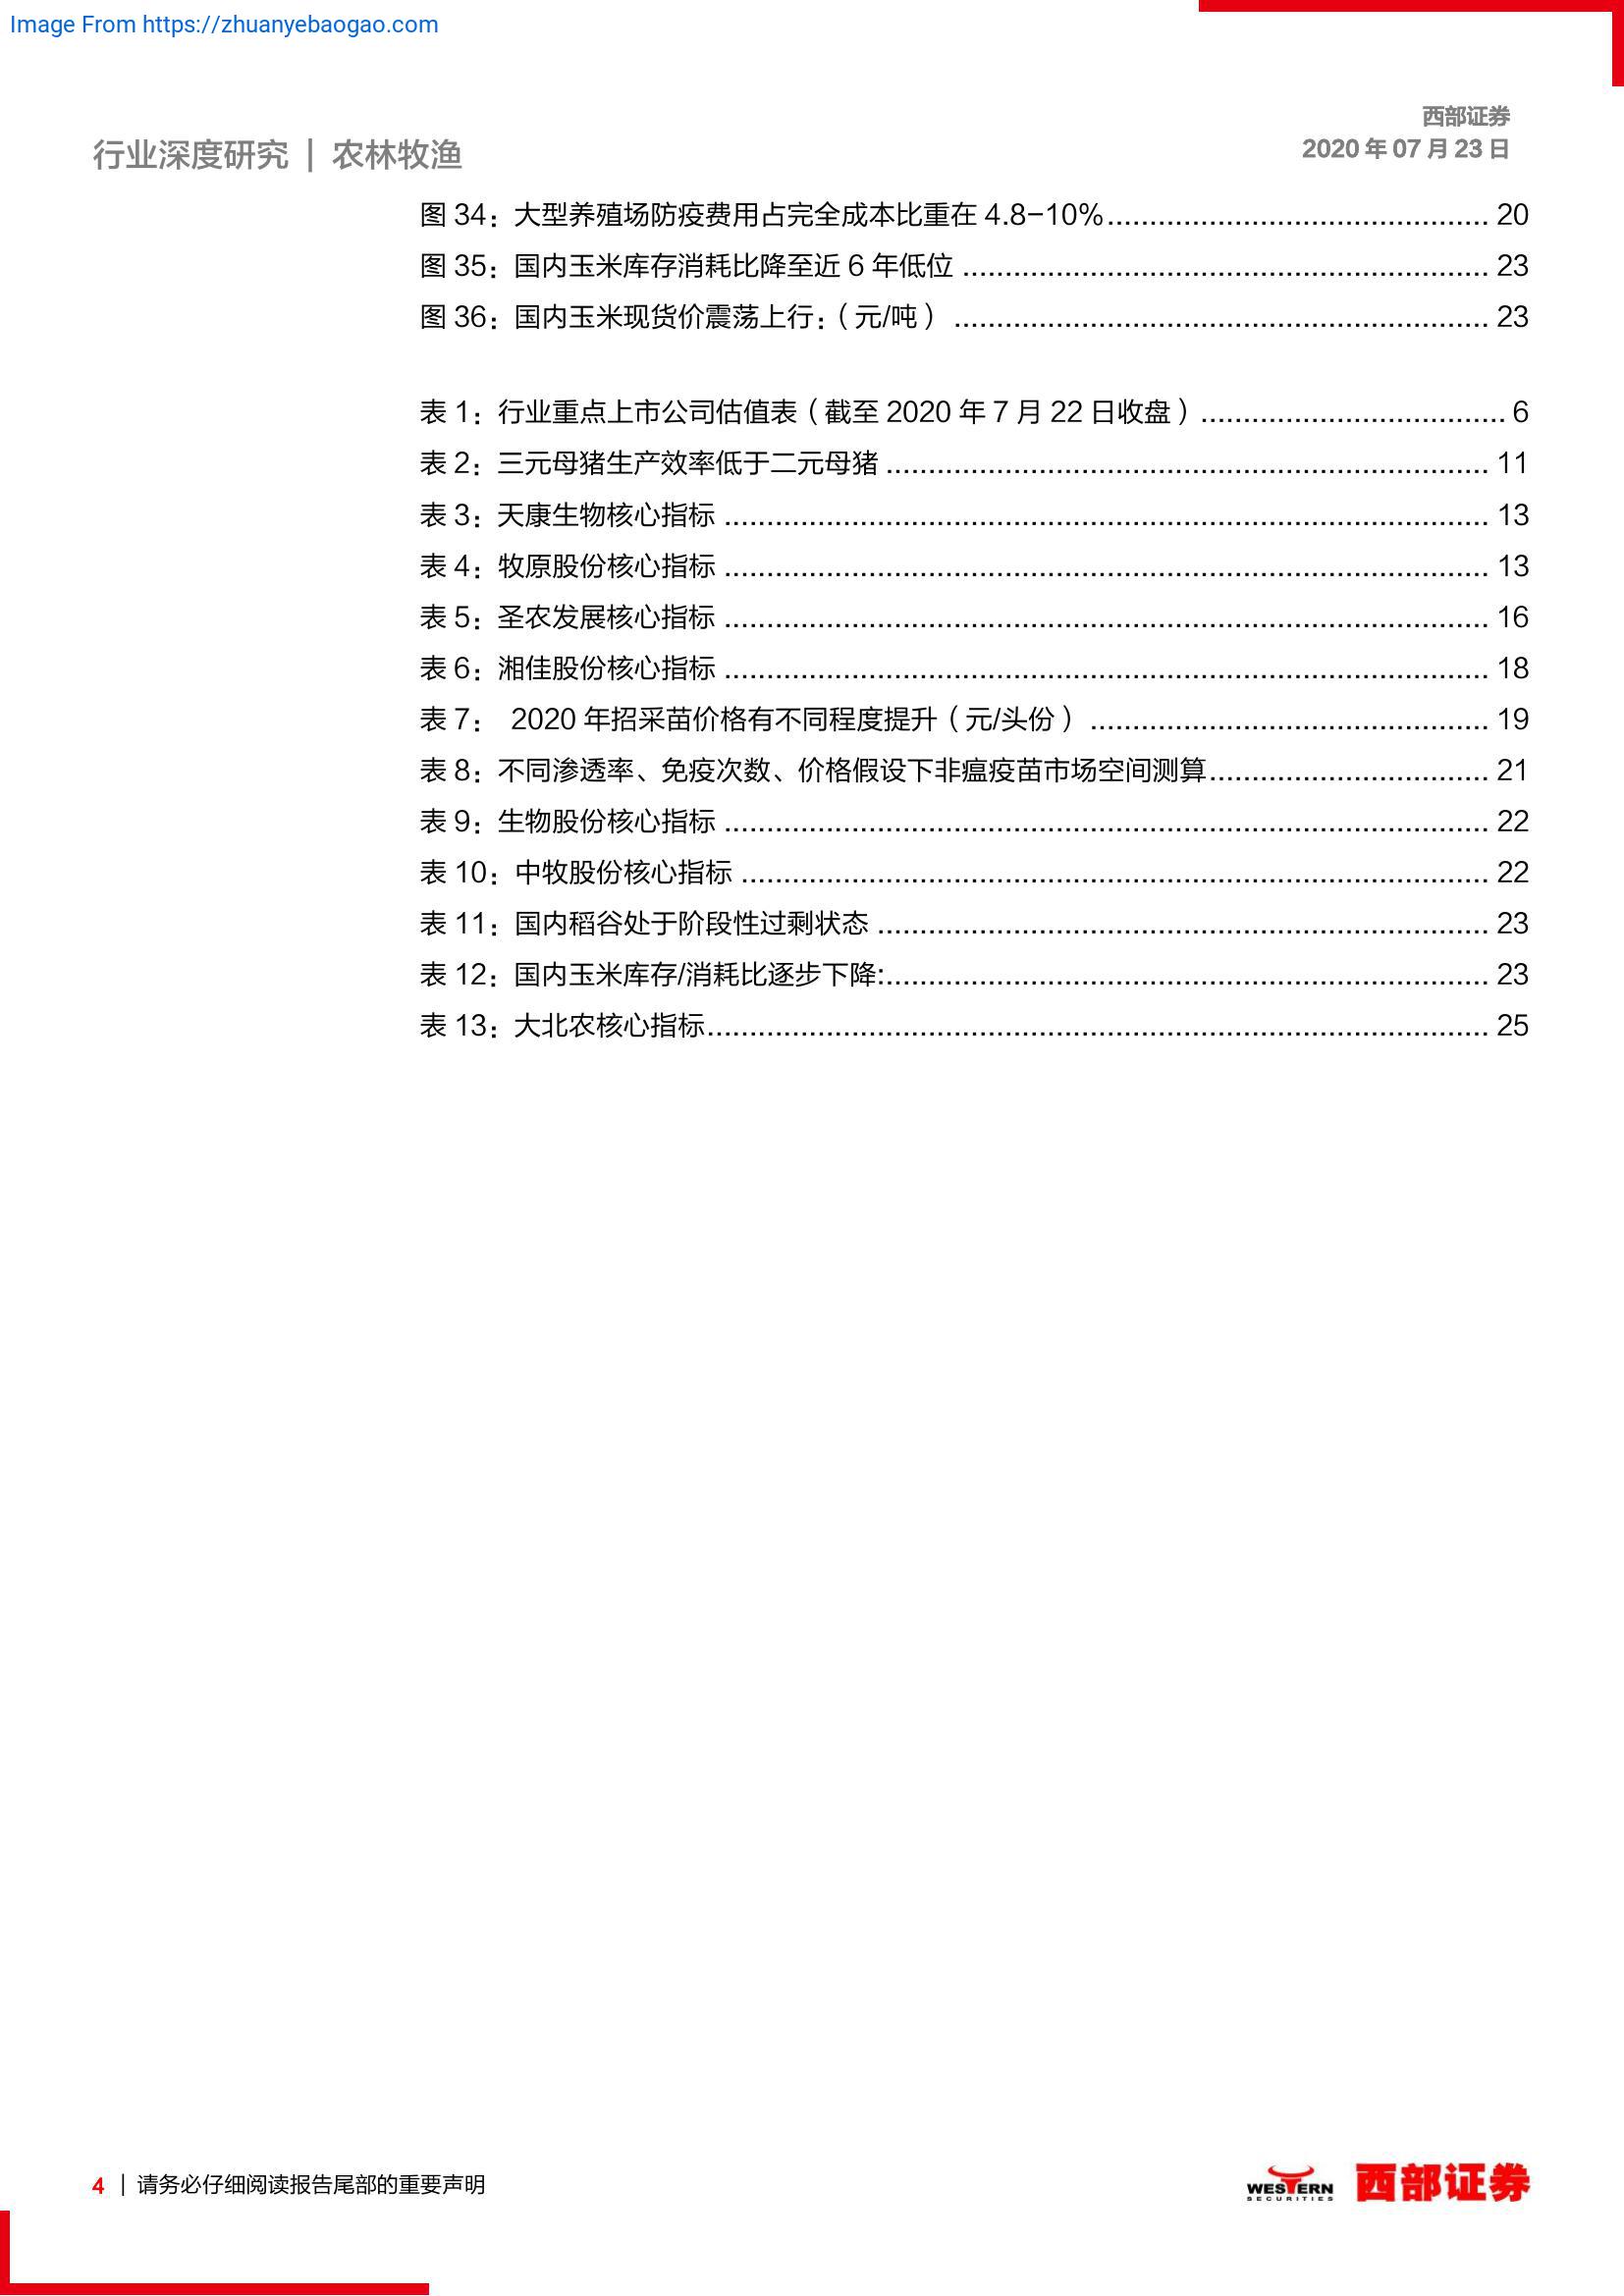 Image From https://zhuanyebaogao.com
西部证券
行业深度研究 | 农林牧渔
2020 年 07 月 23 日
图 34：大型养殖场防疫费用占完全成本比重在 4.8-10%............................................. 20
图 35：国内玉米库存消耗比降至近 6 年低位 .............................................................. 23
图 36：国内玉米现货价震荡上行：（元/吨） ............................................................... 23
表 1：行业重点上市公司估值表（截至 2020 年 7 月 22 日收盘）.................................... 6
表 2：三元母猪生产效率低于二元母猪 ....................................................................... 11
表 3：天康生物核心指标 .......................................................................................... 13
表 4：牧原股份核心指标 .......................................................................................... 13
表 5：圣农发展核心指标 .......................................................................................... 16
表 6：湘佳股份核心指标 .......................................................................................... 18
表 7： 2020 年招采苗价格有不同程度提升（元/头份） ............................................... 19
表 8：不同渗透率、免疫次数、价格假设下非瘟疫苗市场空间测算................................. 21
表 9：生物股份核心指标 .......................................................................................... 22
表 10：中牧股份核心指标 ........................................................................................ 22
表 11：国内稻谷处于阶段性过剩状态 ........................................................................ 23
表 12：国内玉米库存/消耗比逐步下降:....................................................................... 23
表 13：大北农核心指标............................................................................................ 25
4 | 请务必仔细阅读报告尾部的重要声明
WESTERN
SECURITIES
西部证券